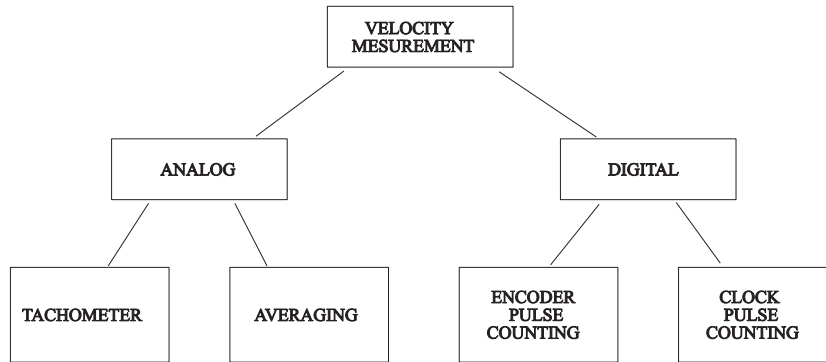 VELOCITY
MESUREMENT
ANALOG
DIGITAL
TACHOMETER
AVERAGING
ENCODER
PULSE
COUNTING
CLOCK
PULSE
COUNTING